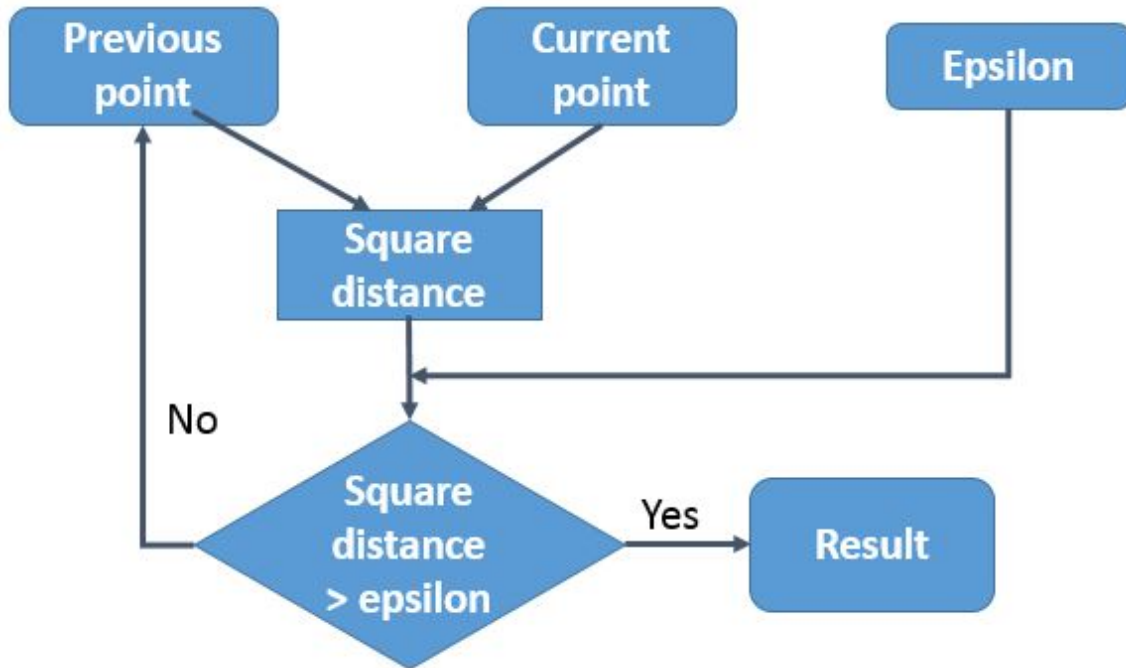 Previous
point
Current
point
Epsilon
Square
distance
No
Square
distance
> epsilon
Yes
Result